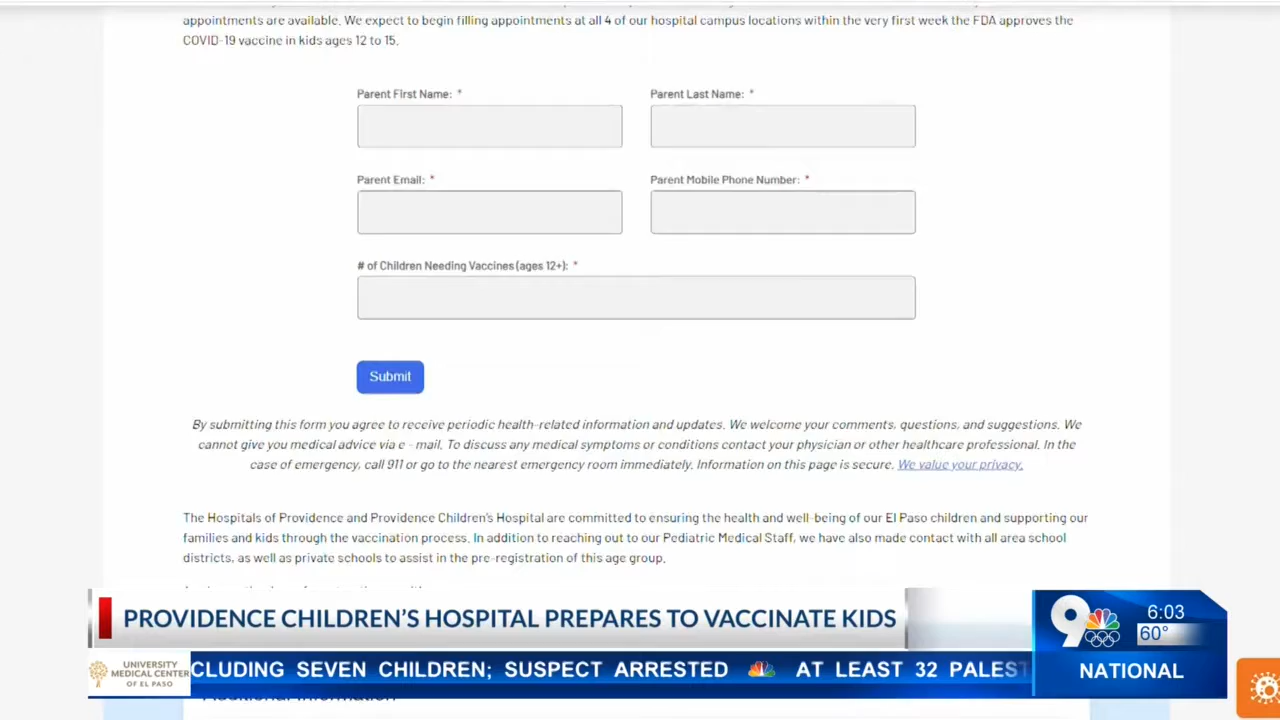 appointments are available. We expect to begin filling appointments at all 4 of our hospital campus locations within the very first week the FDA approves the
COVID-19 vaccine in kids ages 12 to 15.
Parent First Name: *
Parent Last Name: *
Parent Email: *
Parent Mobile Phone Number: *
# of Children Needing Vaccines (ages 12+): *
Submit
By submitting this form you agree to receive periodic health-related information and updates. We welcome your comments, questions, and suggestions. We
cannot give you medical advice via e - mail. To discuss any medical symptoms or conditions contact your physician or other healthcare professional. In the
case of emergency, call 911 or go to the nearest emergency room immediately. Information on this page is secure. We value your privacy.
The Hospitals of Providence and Providence Children's Hospital are committed to ensuring the health and well-being of our El Paso children and supporting our
families and kids through the vaccination process. In addition to reaching out to our Pediatric Medical Staff, we have also made contact with all area school
districts, as well as private schools to assist in the pre-registration of this age group.
PROVIDENCE CHILDREN'S HOSPITAL PREPARES TO VACCINATE KIDS
9
6:03
60°
NATIONAL
UNIVERSITY
MEDICAL CENTER
OF EL PASO
CLUDING SEVEN CHILDREN; SUSPECT ARRESTED AT LEAST 32 PALEST
Additional Information